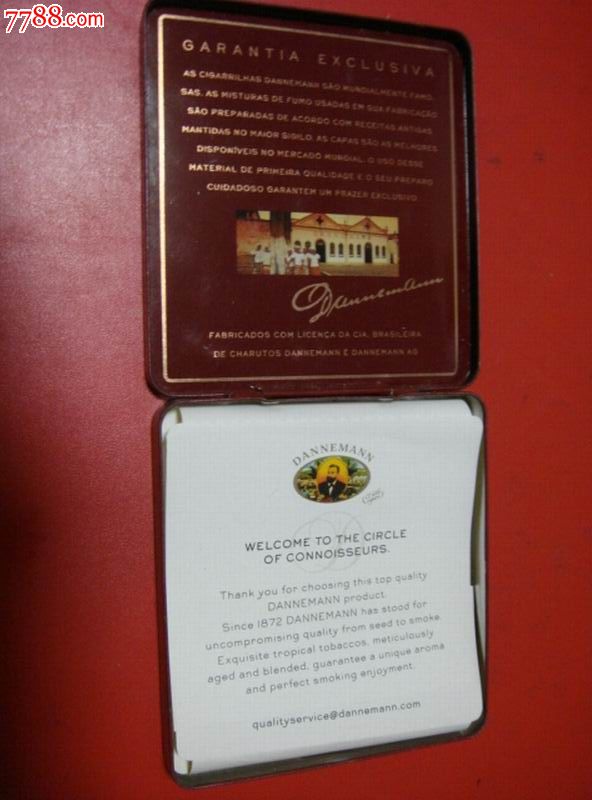 7788.com
GARANTIA EXCLUSIVA
AS CIGARRILHAS DANNEMANN SÃO MUNDIALMENTE FAMO-
SAS. AS MISTURAS DE FUMO USADAS EM SUA FABRICAÇÃO
SÃO PREPARADAS DE ACORDO COM RECEITAS ANTIGAS
MANTIDAS NO MAIOR SIGILO. AS CAPAS SÃO AS MELHORES
DISPONÍVEIS NO MERCADO MUNDIAL. O USO DESSE
MATERIAL DE PRIMEIRA QUALIDADE E O SEU PREPARO
CUIDADOSO GARANTEM UM PRAZER EXCLUSIVO.
Dannemann
FABRICADOS COM LICENÇA DA CIA. BRASILEIRA
DE CHARUTOS DANNEMANN E DANNEMANN AG
DANNEMANN
WELCOME TO THE CIRCLE
OF CONNOISSEURS.
Thank you for choosing this top quality
DANNEMANN product.
Since 1872 DANNEMANN has stood for
uncompromising quality from seed to smoke.
Exquisite tropical tobaccos, meticulously
aged and blended, guarantee a unique aroma
and perfect smoking enjoyment.
qualityservice@dannemann.com